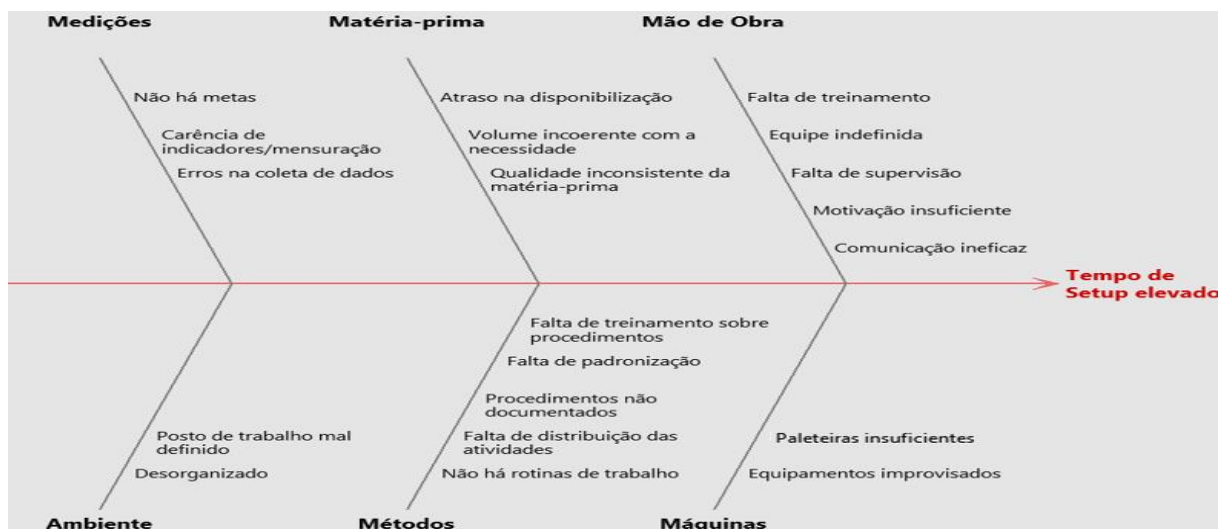 Medições
Matéria-prima
Mão de Obra
Não há metas
Carência de
indicadores/mensuração
Erros na coleta de dados
Atraso na disponibilização
Volume incoerente com a
necessidade
Qualidade inconsistente da
matéria-prima
Falta de treinamento
Equipe indefinida
Falta de supervisão
Motivação insuficiente
Comunicação ineficaz
Tempo de
Setup elevado
Posto de trabalho mal
definido
Desorganizado
Falta de treinamento sobre
procedimentos
Falta de padronização
Procedimentos não
documentados
Falta de distribuição das
atividades
Não há rotinas de trabalho
Paleteiras insuficientes
Equipamentos improvisados
Ambiente
Métodos
Máquinas